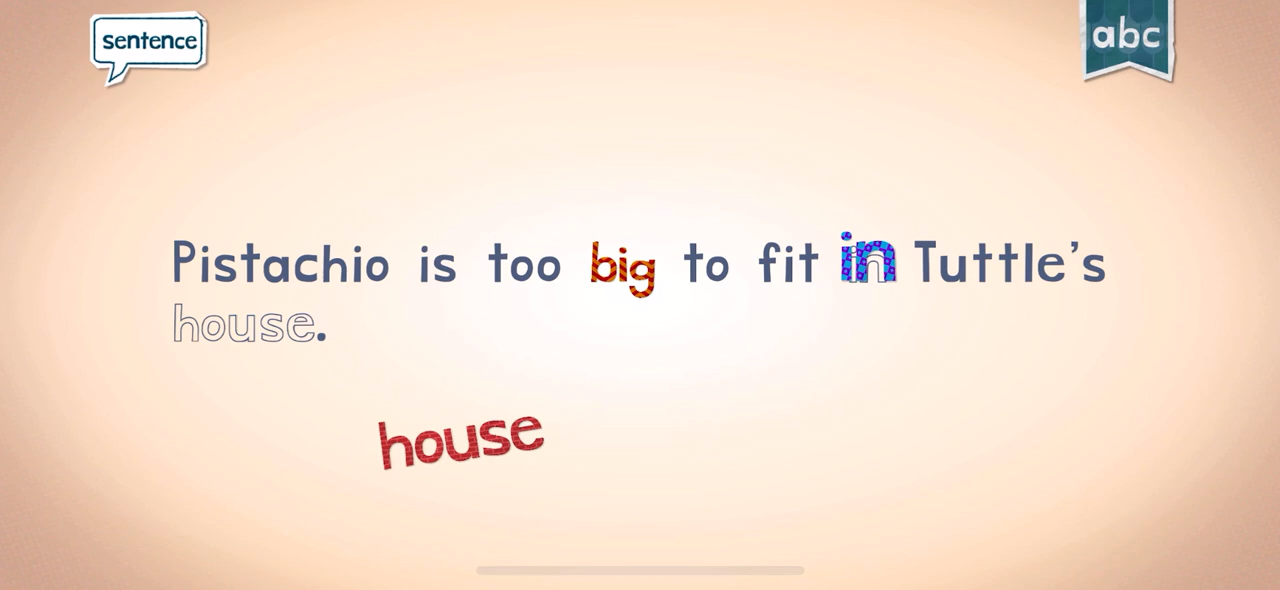 sentence
abc
Pistachio is too big to fit in Tuttle’s
house.
house